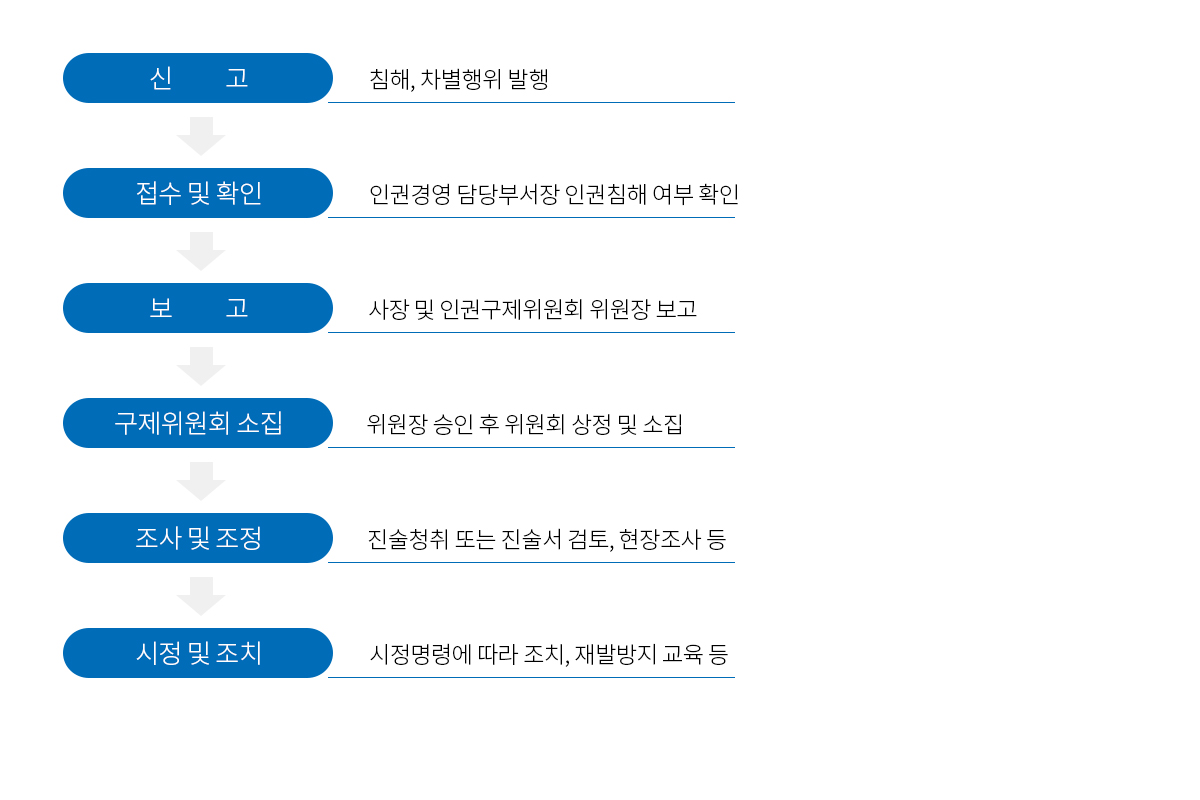 신 고 침해, 차별행위 발행
접수 및 확인 인권경영 담당부서장 인권침해 여부 확인
보 고 사장 및 인권구제위원회 위원장 보고
구제위원회 소집 위원장 승인 후 위원회 상정 및 소집
조사 및 조정 진술청취 또는 진술서 검토, 현장조사 등
시정 및 조치 시정명령에 따라 조치, 재발방지 교육 등